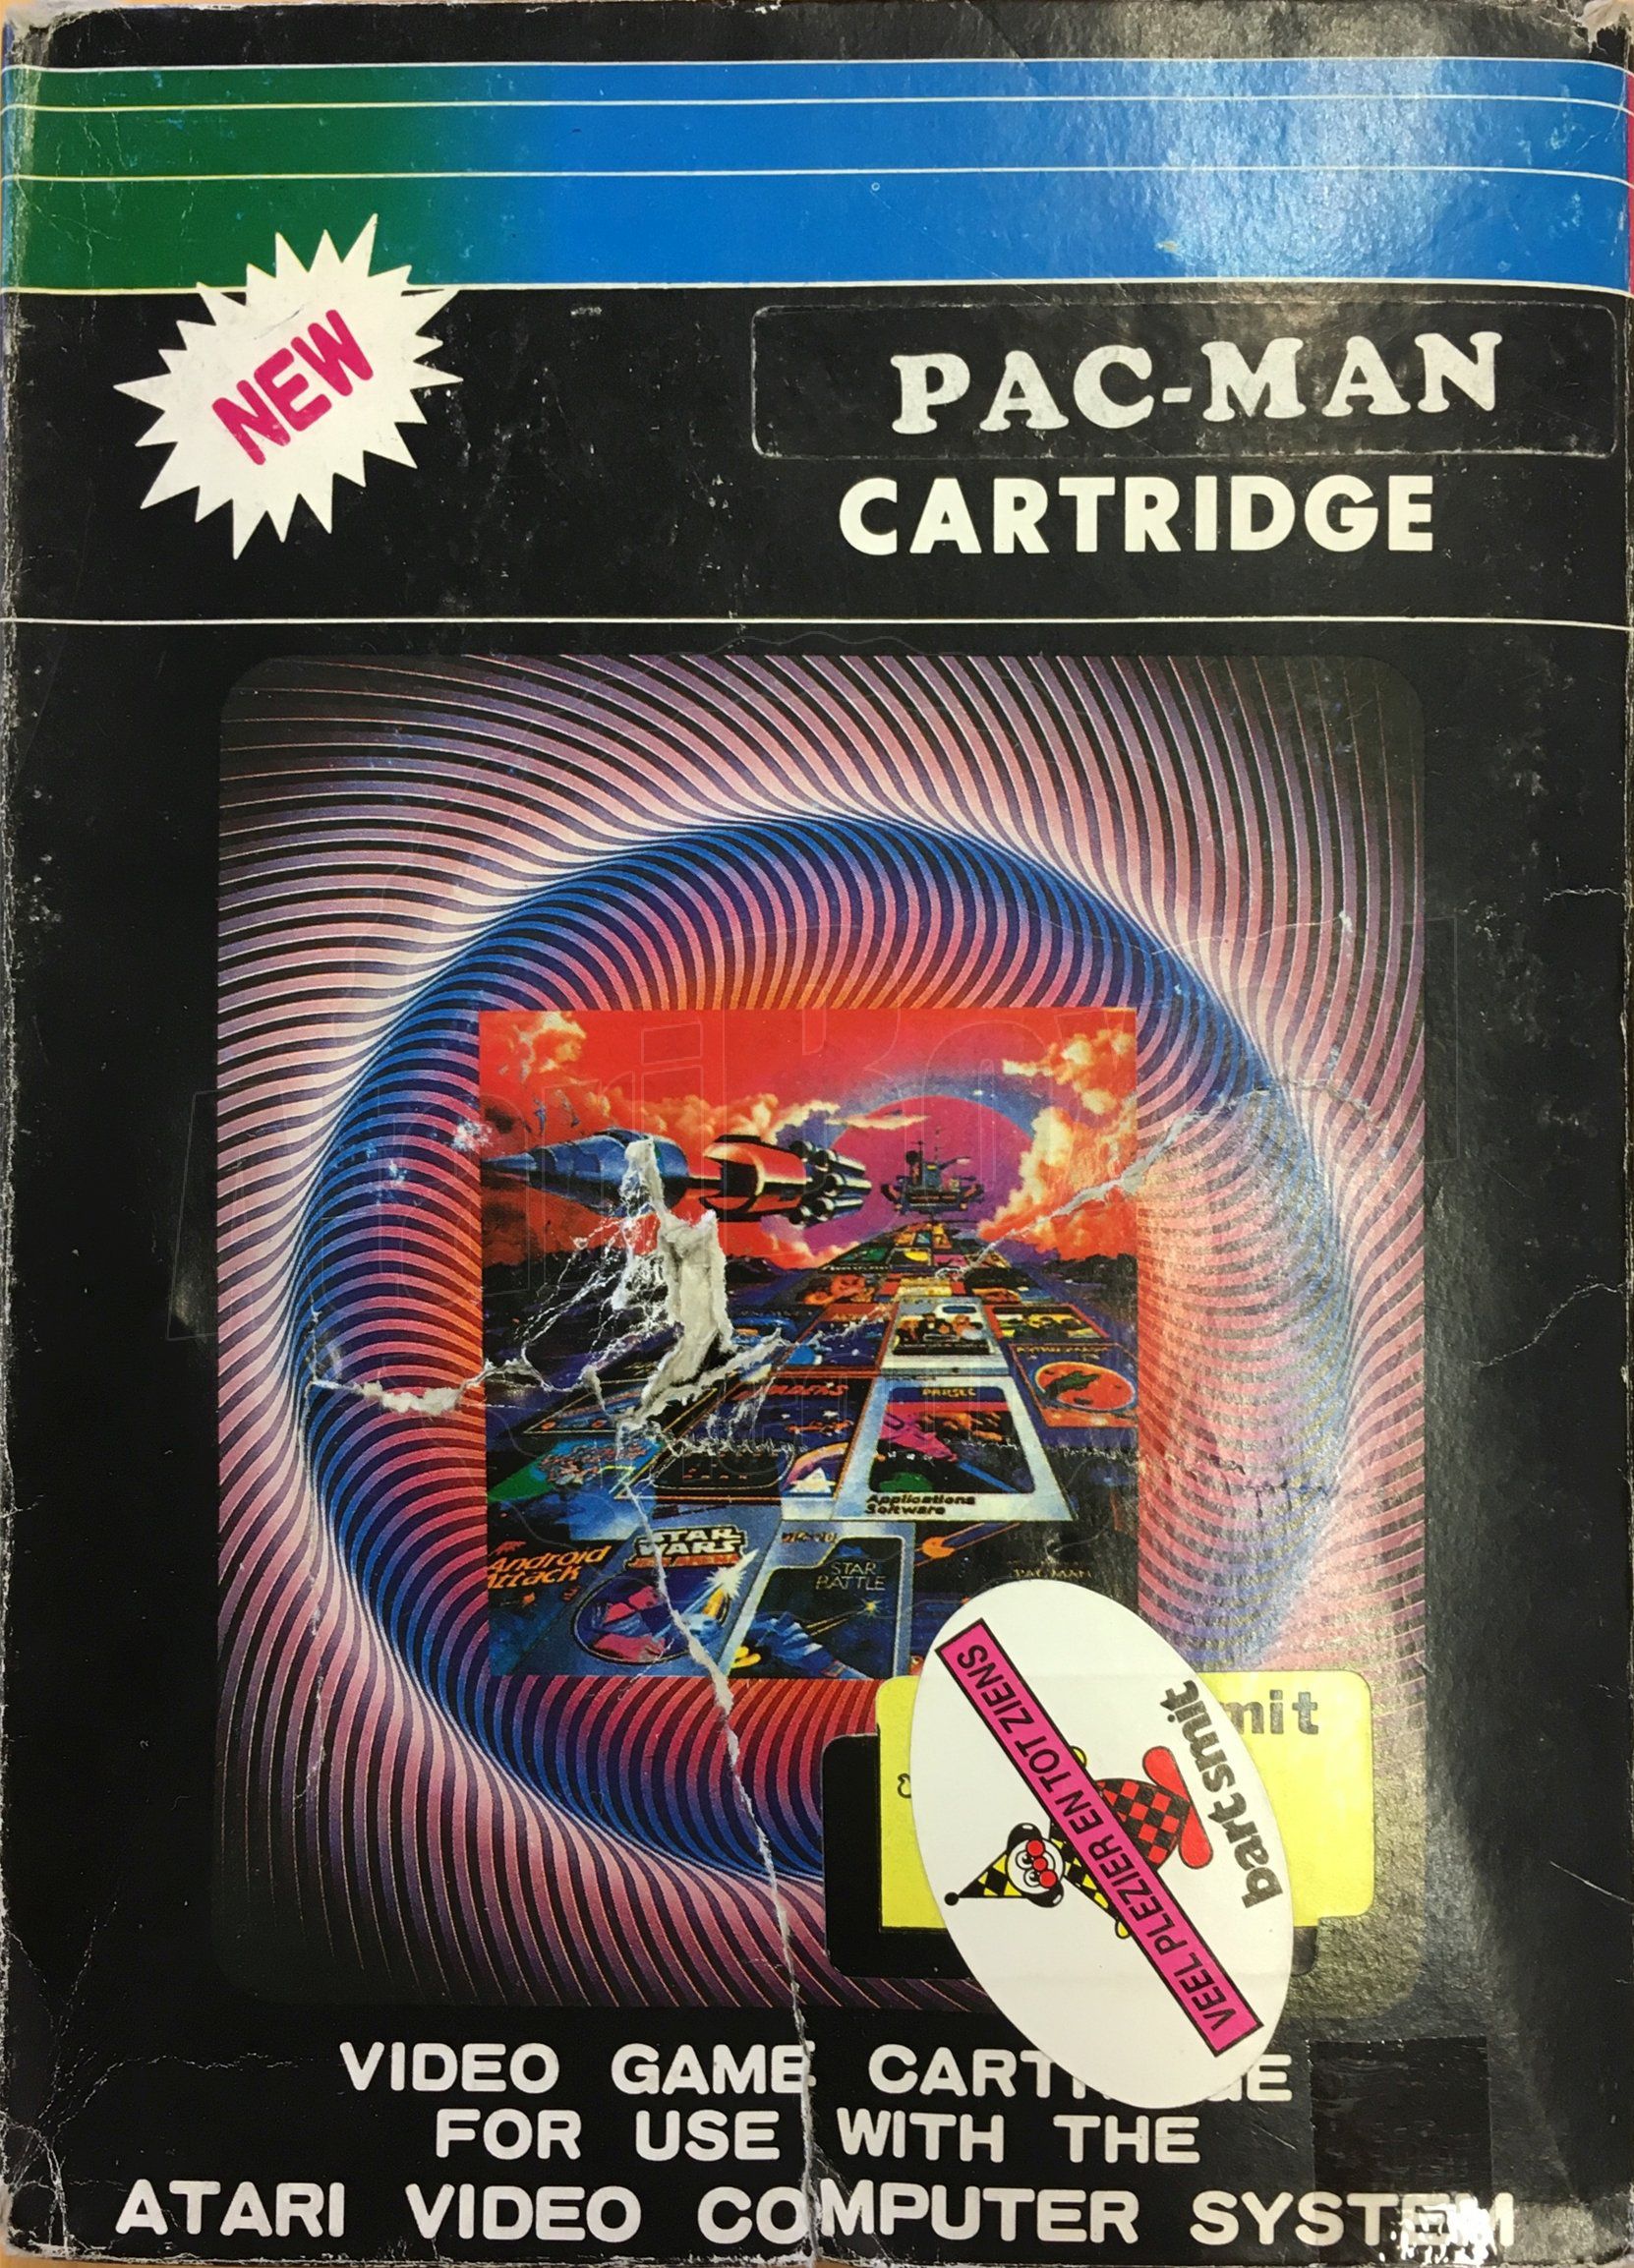 NEW
PAC-MAN
CARTRIDGE
PARSEC
Applications
Software
Android
Attack
STAR
WARS
STAR
BATTLE
PAC-MAN
mit
bart smit
VEEL PLEZIER EN TOT ZIENS
VIDEO GAME
FOR USE WITH THE
ATARI VIDEO COMPUTER SYSTEM